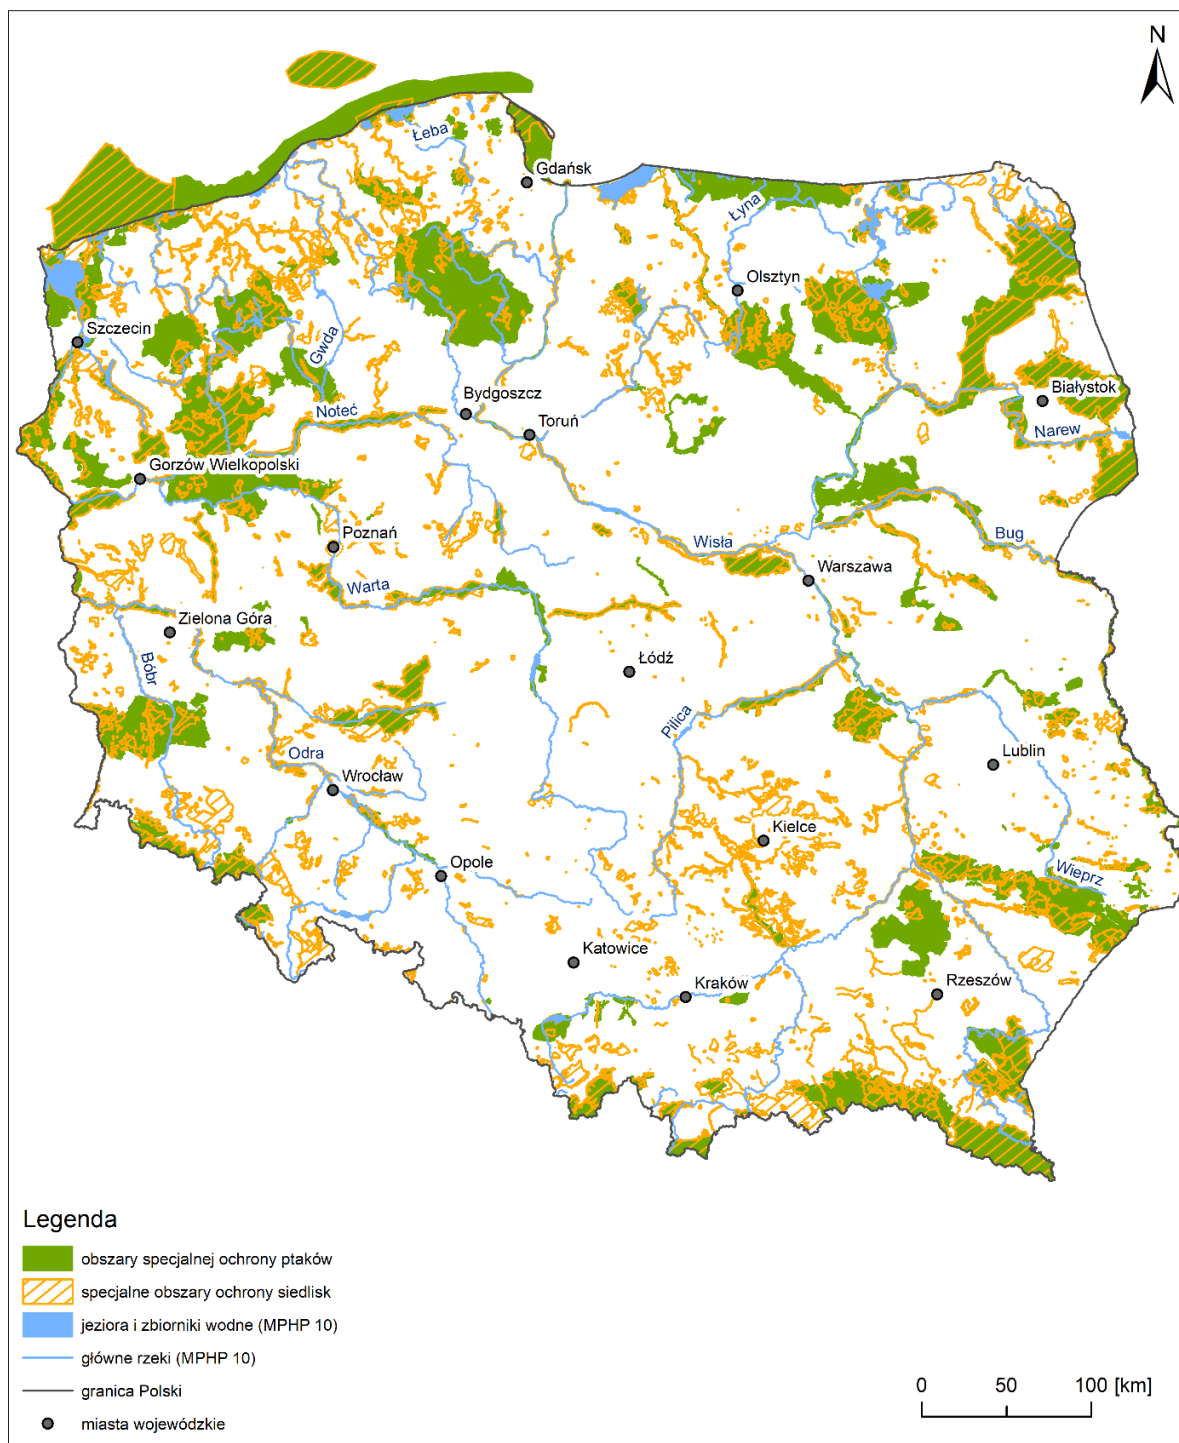 N
Łeba
Gdańsk
Łyna
Olsztyn
Szczecin
Gwda
Białystok
Bydgoszcz
Noteć
Toruń
Narew
Gorzów Wielkopolski
Poznań
Wisła
Bug
Warszawa
Warta
Zielona Góra
Łódź
Bóbr
Pilica
Lublin
Odra
Wrocław
Kielce
Opole
Wieprz
Katowice
Kraków
Rzeszów
Legenda
obszary specjalnej ochrony ptaków
specjalne obszary ochrony siedlisk
jeziora i zbiorniki wodne (MPHP 10)
główne rzeki (MPHP 10)
granica Polski
miasta wojewódzkie
0 50 100 [km]